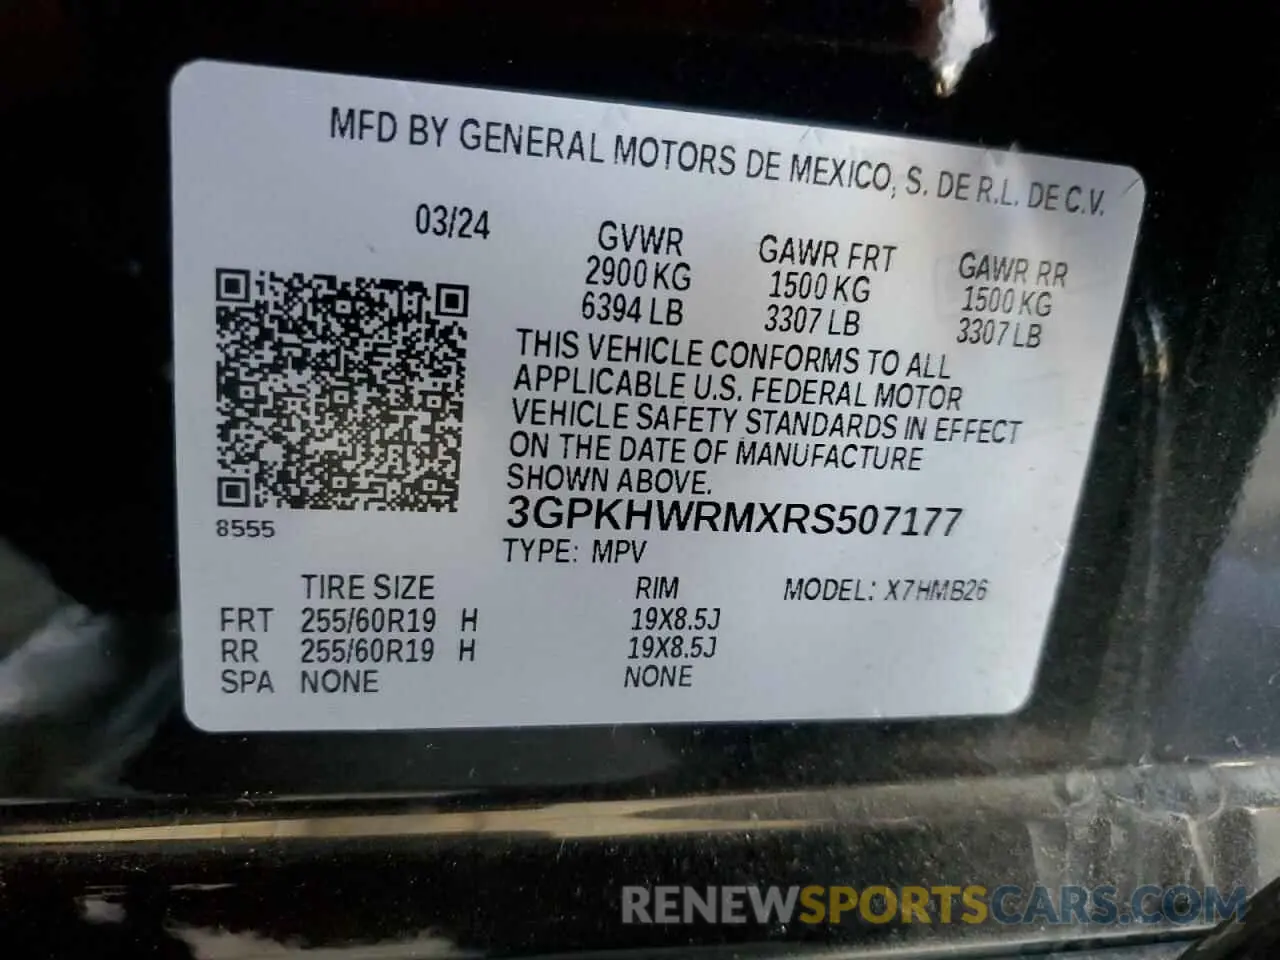 MFD BY GENERAL MOTORS DE MEXICO, S. DE R.L. DE C.V.
03/24 GVWR GAWR FRT GAWR RR
2900 KG 1500 KG 1500 KG
6394 LB 3307 LB 3307 LB
THIS VEHICLE CONFORMS TO ALL
APPLICABLE U.S. FEDERAL MOTOR
VEHICLE SAFETY STANDARDS IN EFFECT
ON THE DATE OF MANUFACTURE
SHOWN ABOVE.
3GPKHWRMXRS507177
8555
TYPE: MPV
TIRE SIZE RIM MODEL: X7HMB26
FRT 255/60R19 H 19X8.5J
RR 255/60R19 H 19X8.5J
SPA NONE NONE
RENEWSPORTSCARS.COM